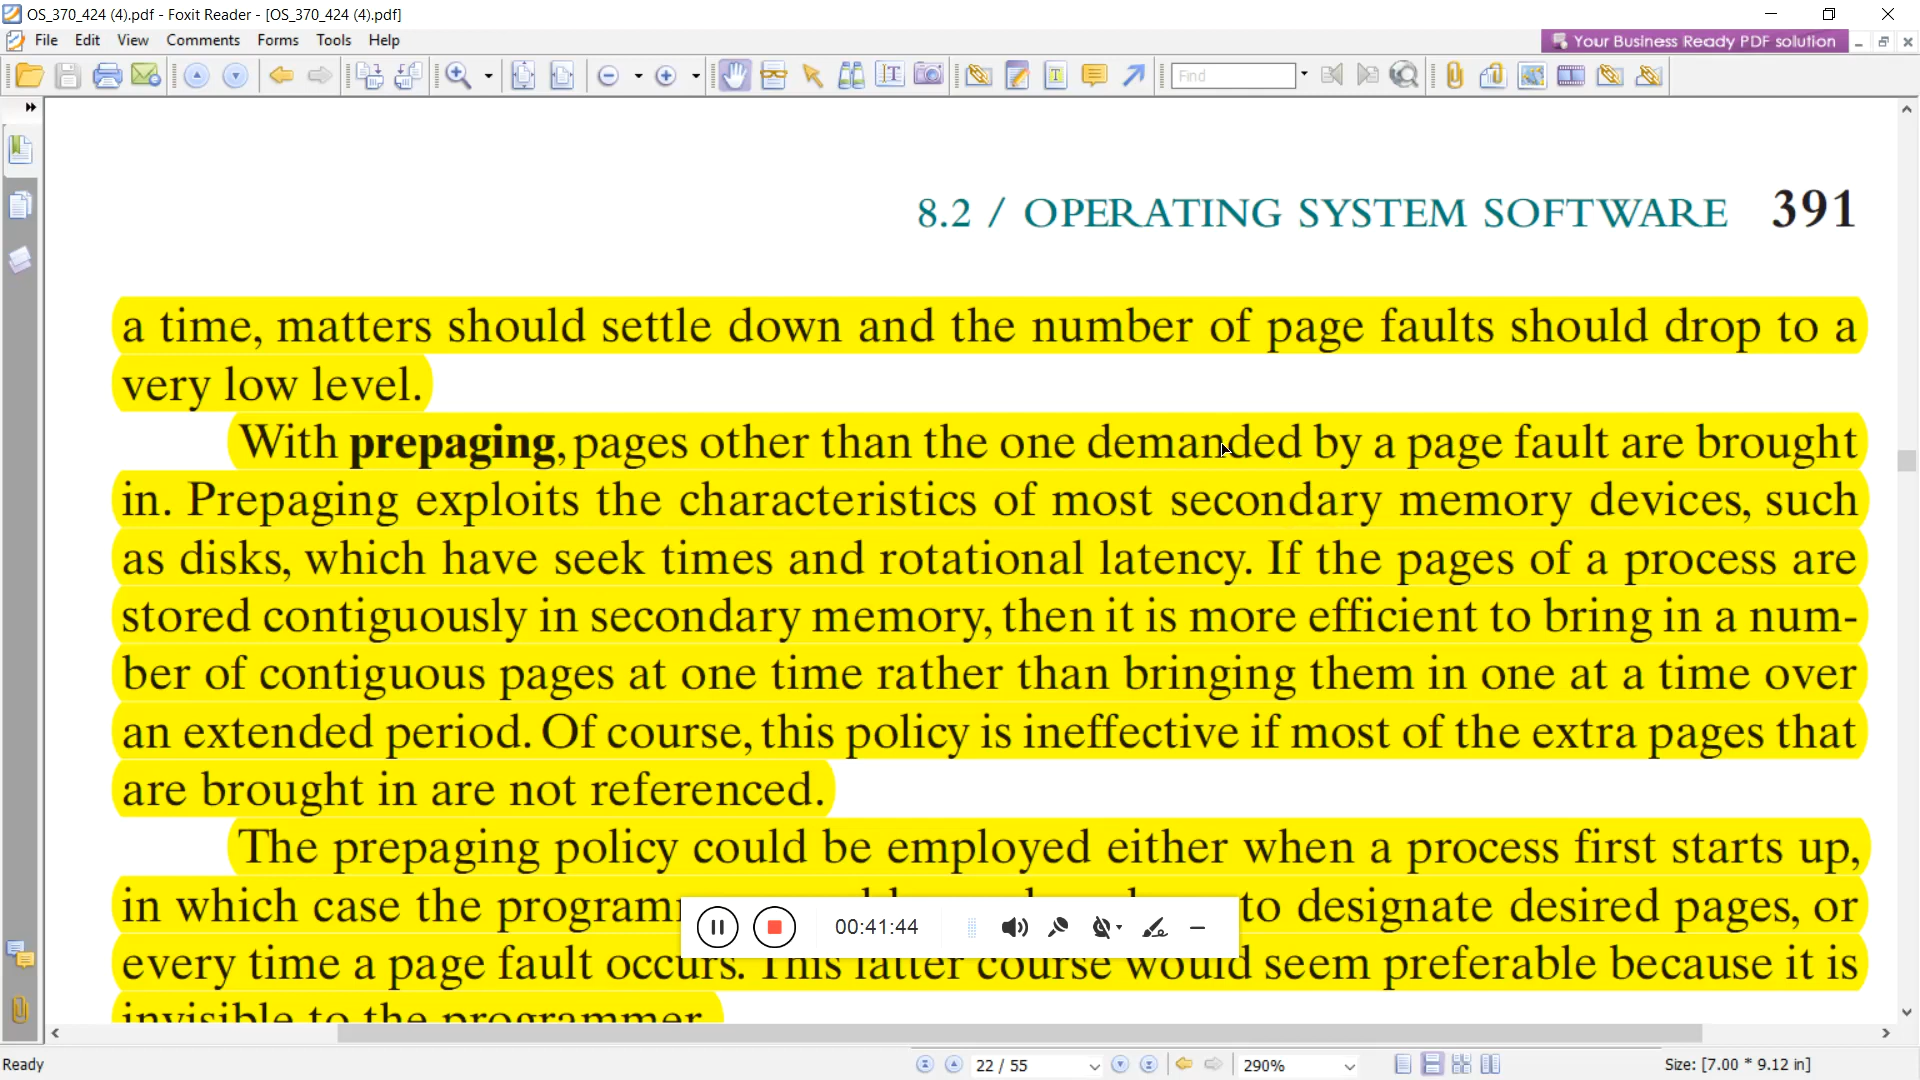 OS_370_424 (4).pdf - Foxit Reader - [OS_370_424 (4).pdf]
File Edit View Comments Forms Tools Help
Your Business Ready PDF solution
Find
8.2 / OPERATING SYSTEM SOFTWARE 391
a time, matters should settle down and the number of page faults should drop to a
very low level.
With prepaging, pages other than the one demanded by a page fault are brought
in. Prepaging exploits the characteristics of most secondary memory devices, such
as disks, which have seek times and rotational latency. If the pages of a process are
stored contiguously in secondary memory, then it is more efficient to bring in a num-
ber of contiguous pages at one time rather than bringing them in one at a time over
an extended period. Of course, this policy is ineffective if most of the extra pages that
are brought in are not referenced.
The prepaging policy could be employed either when a process first starts up,
in which case the program to designate desired pages, or
00:41:44
every time a page fault occurs. This latter course would seem preferable because it is
invisible to the programmer.
Ready 22 / 55 290% Size: [7.00 * 9.12 in]